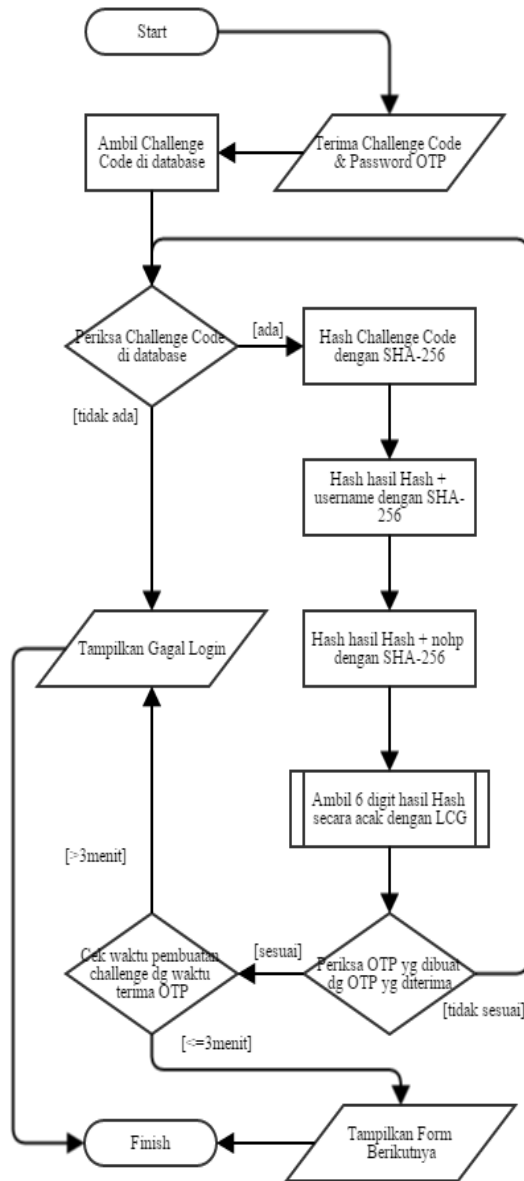 Start
Terima Challenge Code
& Password OTP
Ambil Challenge
Code di database
Periksa Challenge Code
di database
[ada]
Hash Challenge Code
dengan SHA-256
[tidak ada]
Hash hasil Hash +
username dengan SHA-
256
Hash hasil Hash + nohp
dengan SHA-256
Tampilkan Gagal Login
Ambil 6 digit hasil Hash
secara acak dengan LCG
[>3menit]
Periksa OTP yg dibuat
dg OTP yg diterima
[sesuai]
[tidak sesuai]
Cek waktu pembuatan
challenge dg waktu
terima OTP
[<=3menit]
Tampilkan Form
Berikutnya
Finish